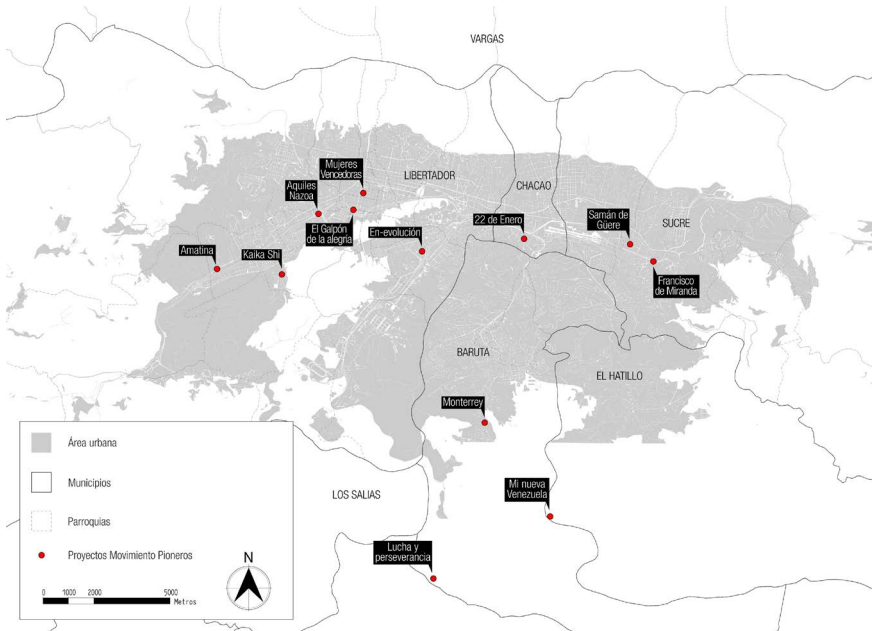 VARGAS
Mujeres
Vencedoras
LIBERTADOR
Aquiles
Nazoa
CHACAO
El Galpón
de la alegría
En-evolución
22 de Enero
Samán de
Güere
SUCRE
Amatina
Kaika Shi
Francisco
de Miranda
BARUTA
EL HATILLO
Monterrey
LOS SALIAS
Mi nueva
Venezuela
Lucha y
perseverancia
Área urbana
Municipios
Parroquias
Proyectos Movimiento Pioneros
N
0 1000 2000 5000
Metros